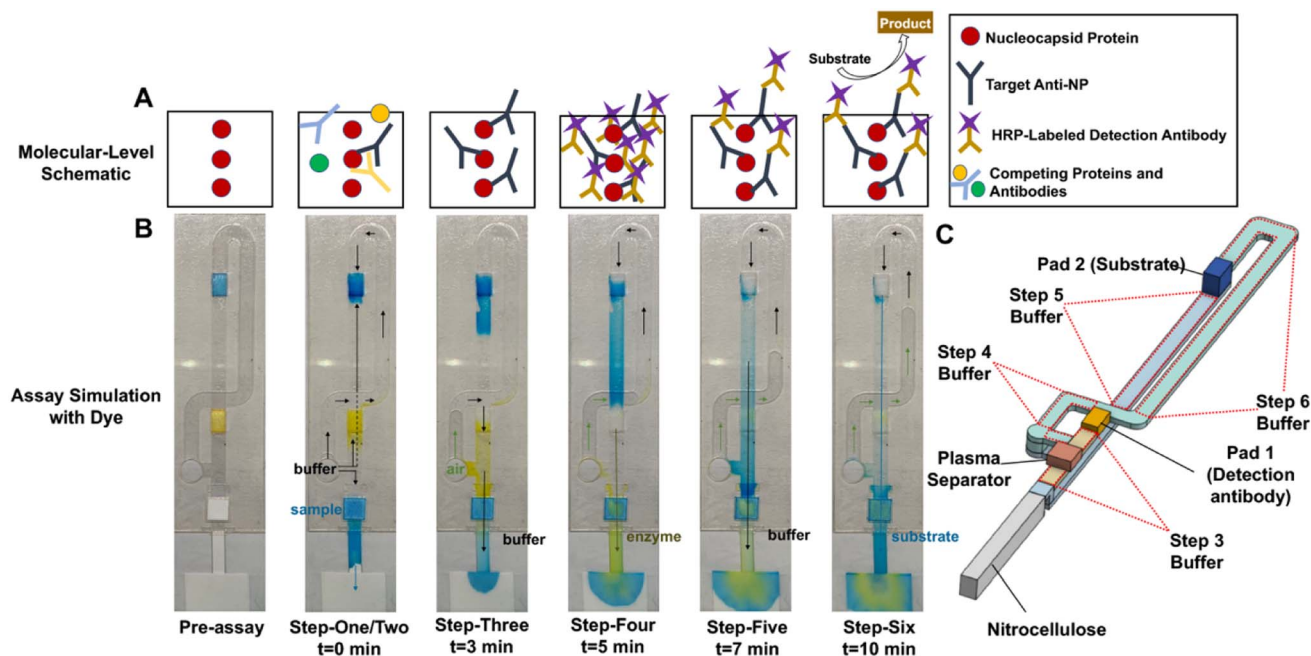 Product
Substrate
A
Molecular-Level
Schematic
Nucleocapsid Protein
Target Anti-NP
HRP-Labeled Detection Antibody
Competing Proteins and
Antibodies
B
Assay Simulation
with Dye
buffer
sample
air
buffer
enzyme
buffer
substrate
Pre-assay
Step-One/Two
t=0 min
Step-Three
t=3 min
Step-Four
t=5 min
Step-Five
t=7 min
Step-Six
t=10 min
C
Pad 2 (Substrate)
Step 5
Buffer
Step 4
Buffer
Step 6
Buffer
Plasma
Separator
Pad 1
(Detection
antibody)
Step 3
Buffer
Nitrocellulose